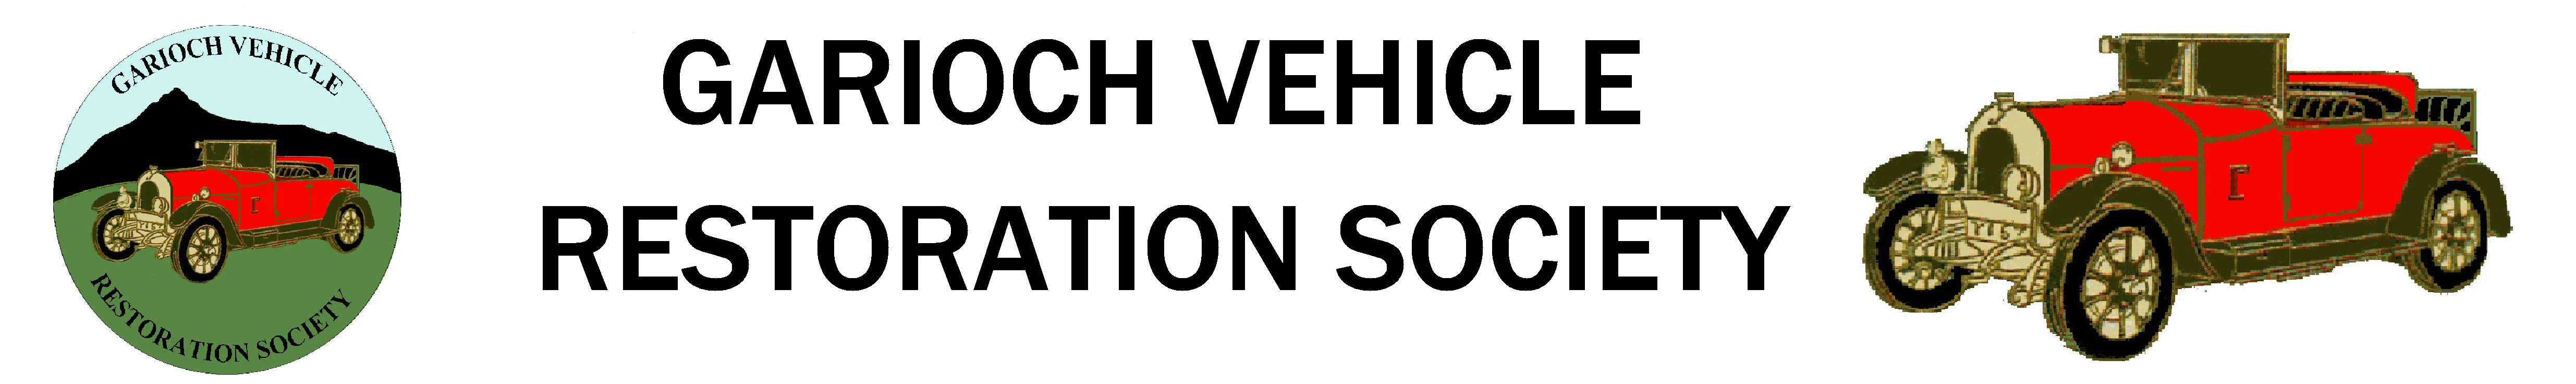 GARIOCH VEHICLE
RESTORATION SOCIETY
GARIOCH VEHICLE
RESTORATION SOCIETY